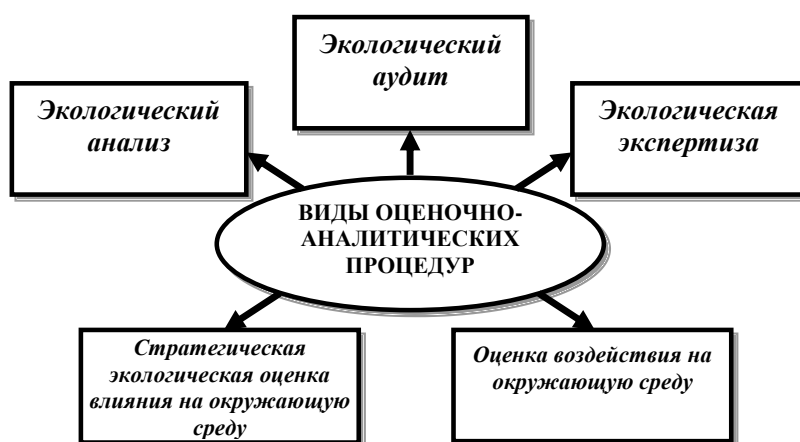 Экологический
аудит
Экологический
анализ
Экологическая
экспертиза
ВИДЫ ОЦЕНОЧНО-
АНАЛИТИЧЕСКИХ
ПРОЦЕДУР
Стратегическая
экологическая оценка
влияния на окружающую
среду
Оценка воздействия на
окружающую среду